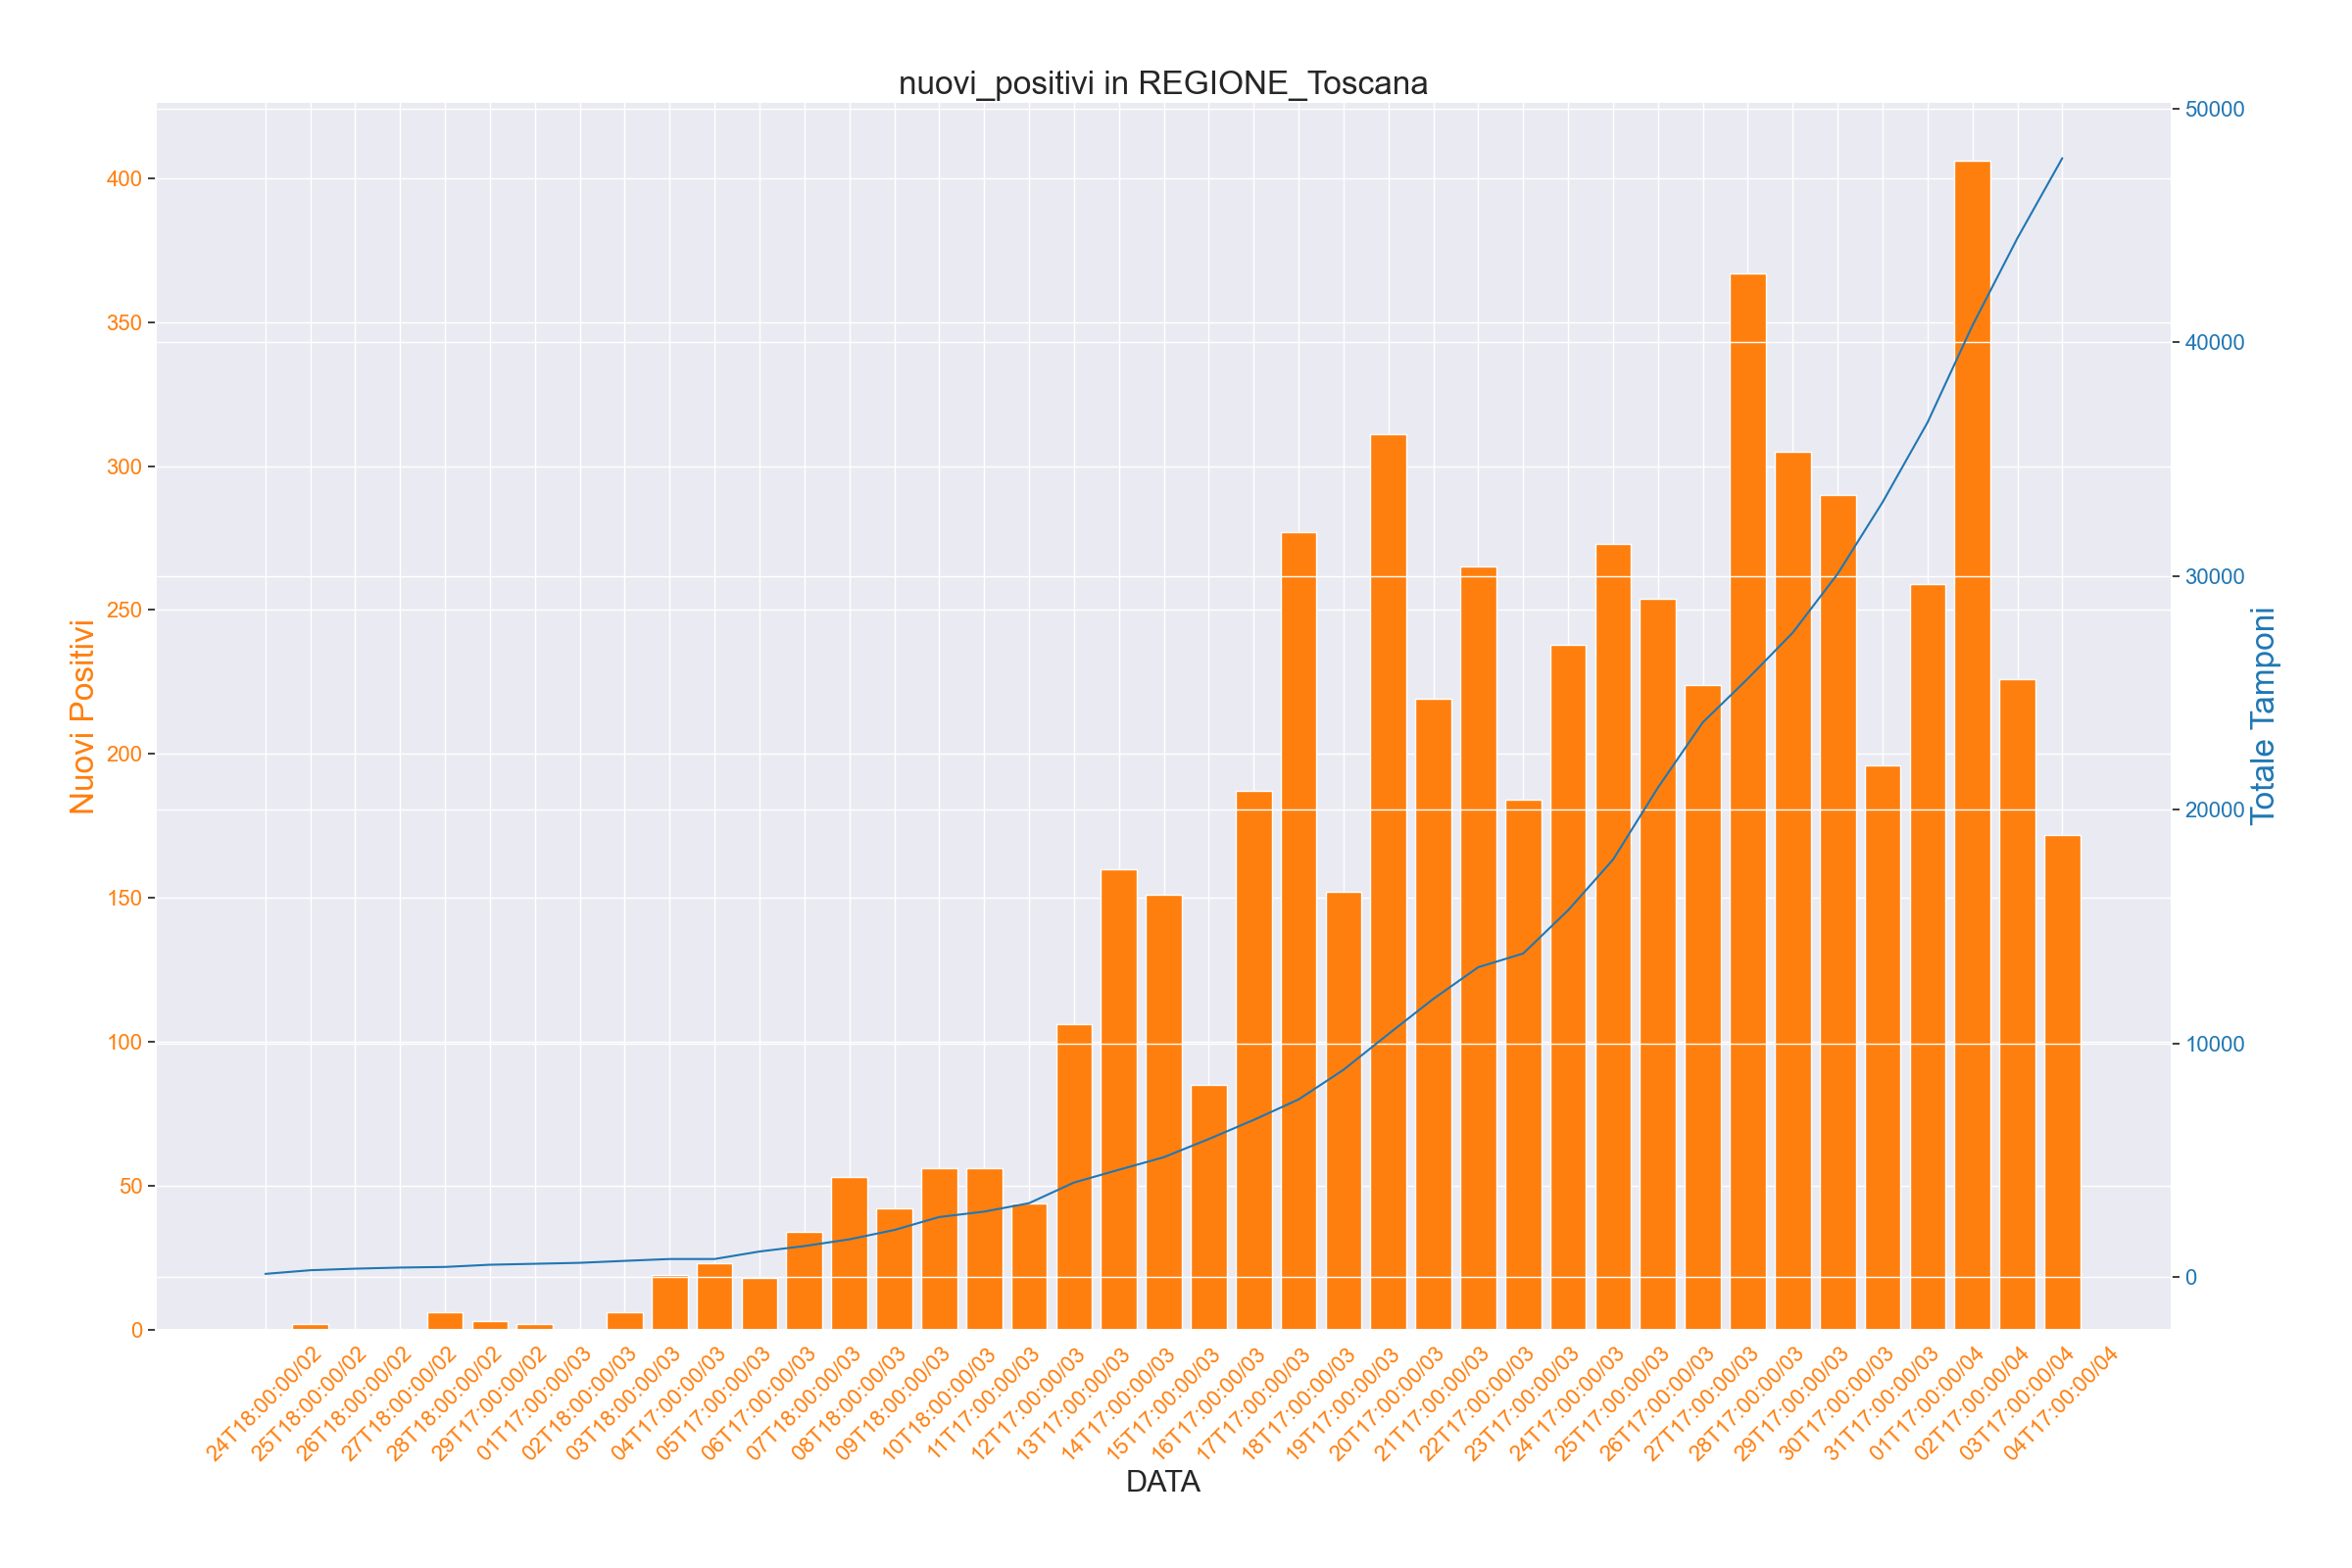 nuovi_positivi in REGIONE_Toscana
Nuovi Positivi
400
350
300
250
200
150
100
50
0
50000
40000
30000
20000
10000
0
Totale Tamponi
24T18:00:00/02
25T18:00:00/02
26T18:00:00/02
27T18:00:00/02
28T18:00:00/02
29T17:00:00/02
01T17:00:00/03
02T18:00:00/03
03T18:00:00/03
04T17:00:00/03
05T17:00:00/03
06T17:00:00/03
07T18:00:00/03
08T18:00:00/03
09T18:00:00/03
10T18:00:00/03
11T17:00:00/03
12T17:00:00/03
13T17:00:00/03
14T17:00:00/03
15T17:00:00/03
16T17:00:00/03
17T17:00:00/03
18T17:00:00/03
19T17:00:00/03
20T17:00:00/03
21T17:00:00/03
22T17:00:00/03
23T17:00:00/03
24T17:00:00/03
25T17:00:00/03
26T17:00:00/03
27T17:00:00/03
28T17:00:00/03
29T17:00:00/03
30T17:00:00/03
31T17:00:00/03
01T17:00:00/04
02T17:00:00/04
03T17:00:00/04
04T17:00:00/04
DATA